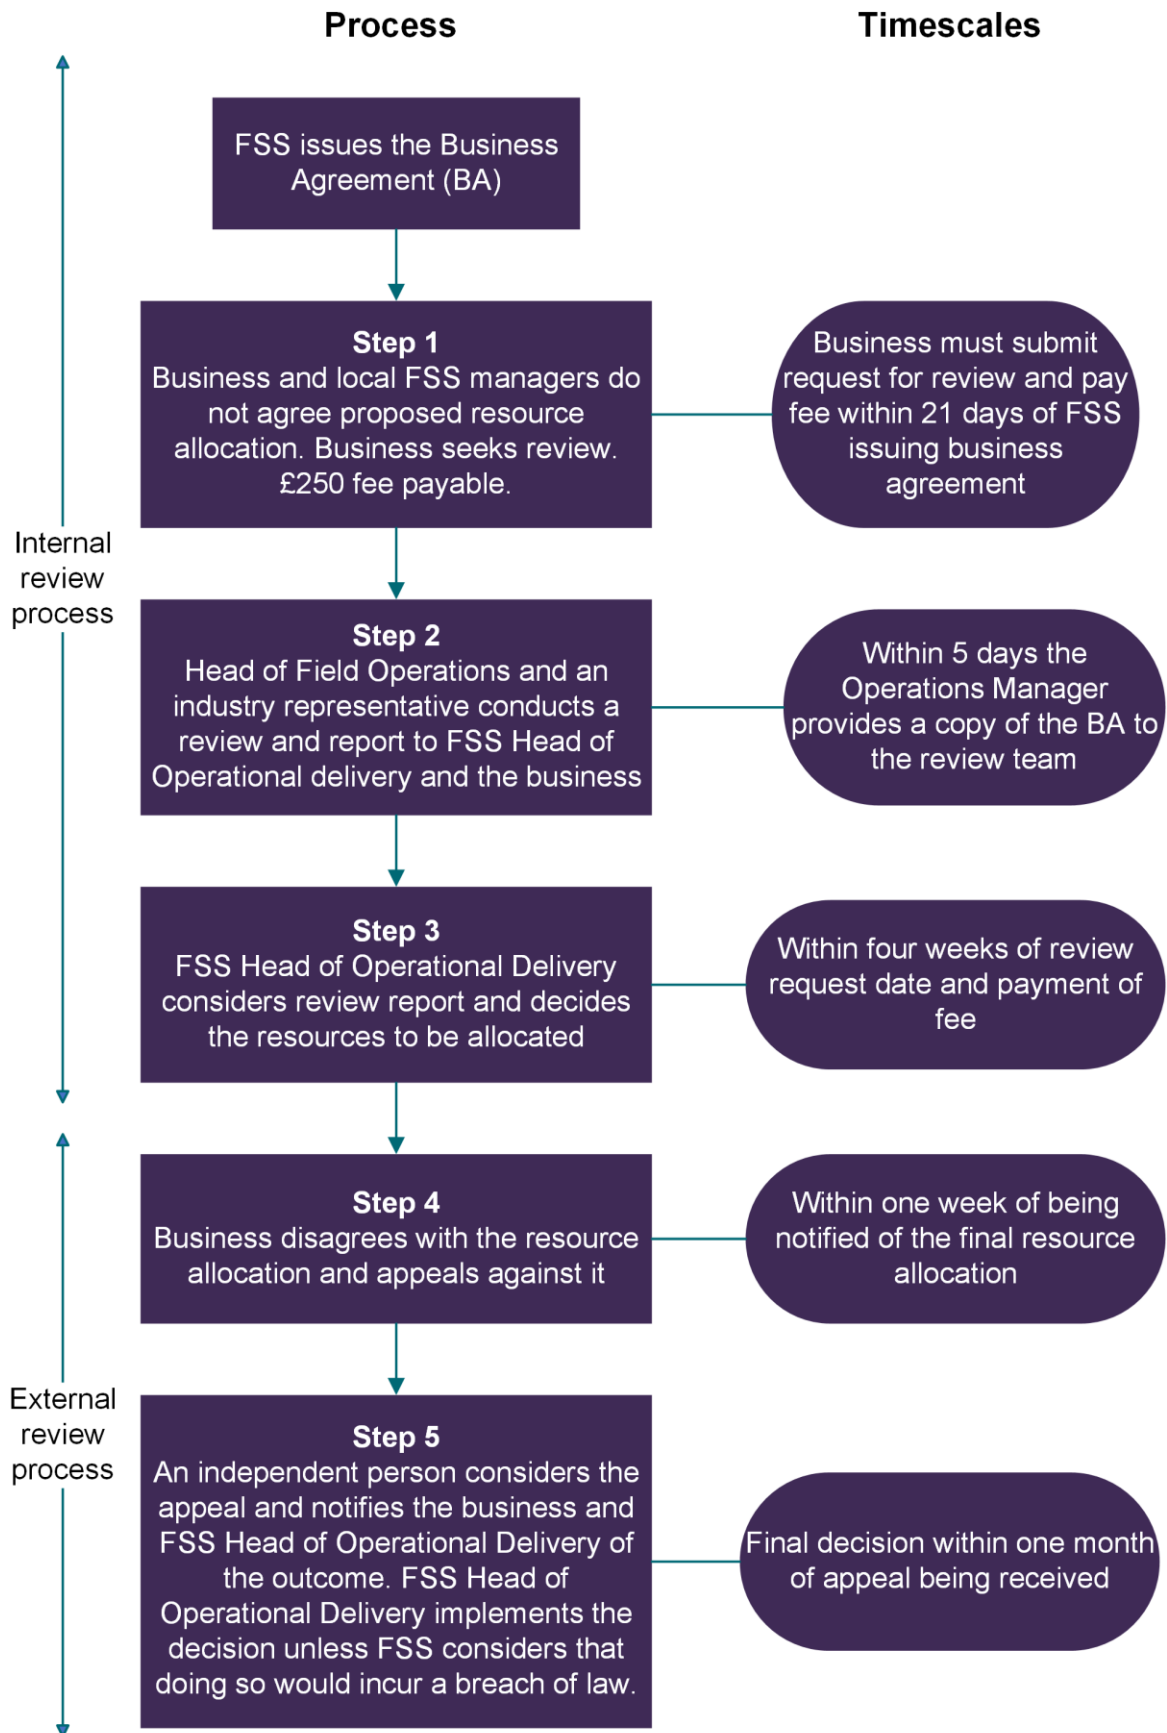 Process
Timescales
FSS issues the Business
Agreement (BA)
Step 1
Business and local FSS managers do
not agree proposed resource
allocation. Business seeks review.
£250 fee payable.
Business must submit
request for review and pay
fee within 21 days of FSS
issuing business
agreement
Internal
review
process
Step 2
Head of Field Operations and an
industry representative conducts a
review and report to FSS Head of
Operational delivery and the business
Within 5 days the
Operations Manager
provides a copy of the BA to
the review team
Step 3
FSS Head of Operational Delivery
considers review report and decides
the resources to be allocated
Within four weeks of review
request date and payment of
fee
Step 4
Business disagrees with the resource
allocation and appeals against it
Within one week of being
notified of the final resource
allocation
External
review
process
Step 5
An independent person considers the
appeal and notifies the business and
FSS Head of Operational Delivery of
the outcome. FSS Head of
Operational Delivery implements the
decision unless FSS considers that
doing so would incur a breach of law.
Final decision within one month
of appeal being received